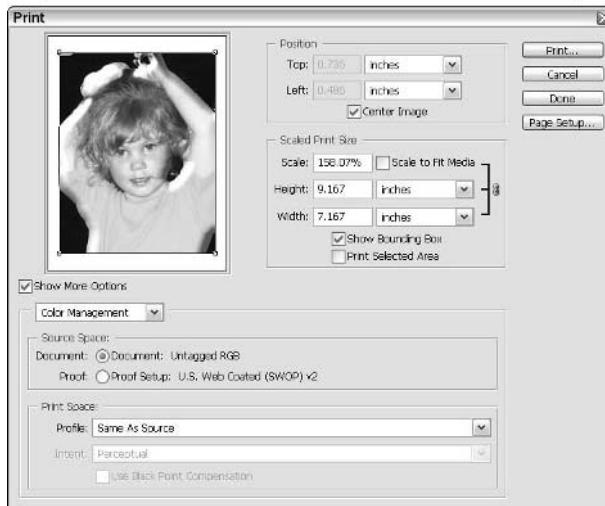 Print
Position
Top: 0.735 inches
Left: 0.486 inches
Center Image
Print...
Cancel
Done
Page Setup...
Scaled Print Size
Scale: 158.07% Scale to Fit Media
Height: 9.167 inches
Width: 7.167 inches
Show Bounding Box
Print Selected Area
Show More Options
Color Management
Source Space:
Document: Document: Untagged RGB
Proof: Proof Setup: U.S. Web Coated (SWOP) v2
Print Space:
Profile: Same As Source
Intent: Perceptual
Use Black Point Compensation